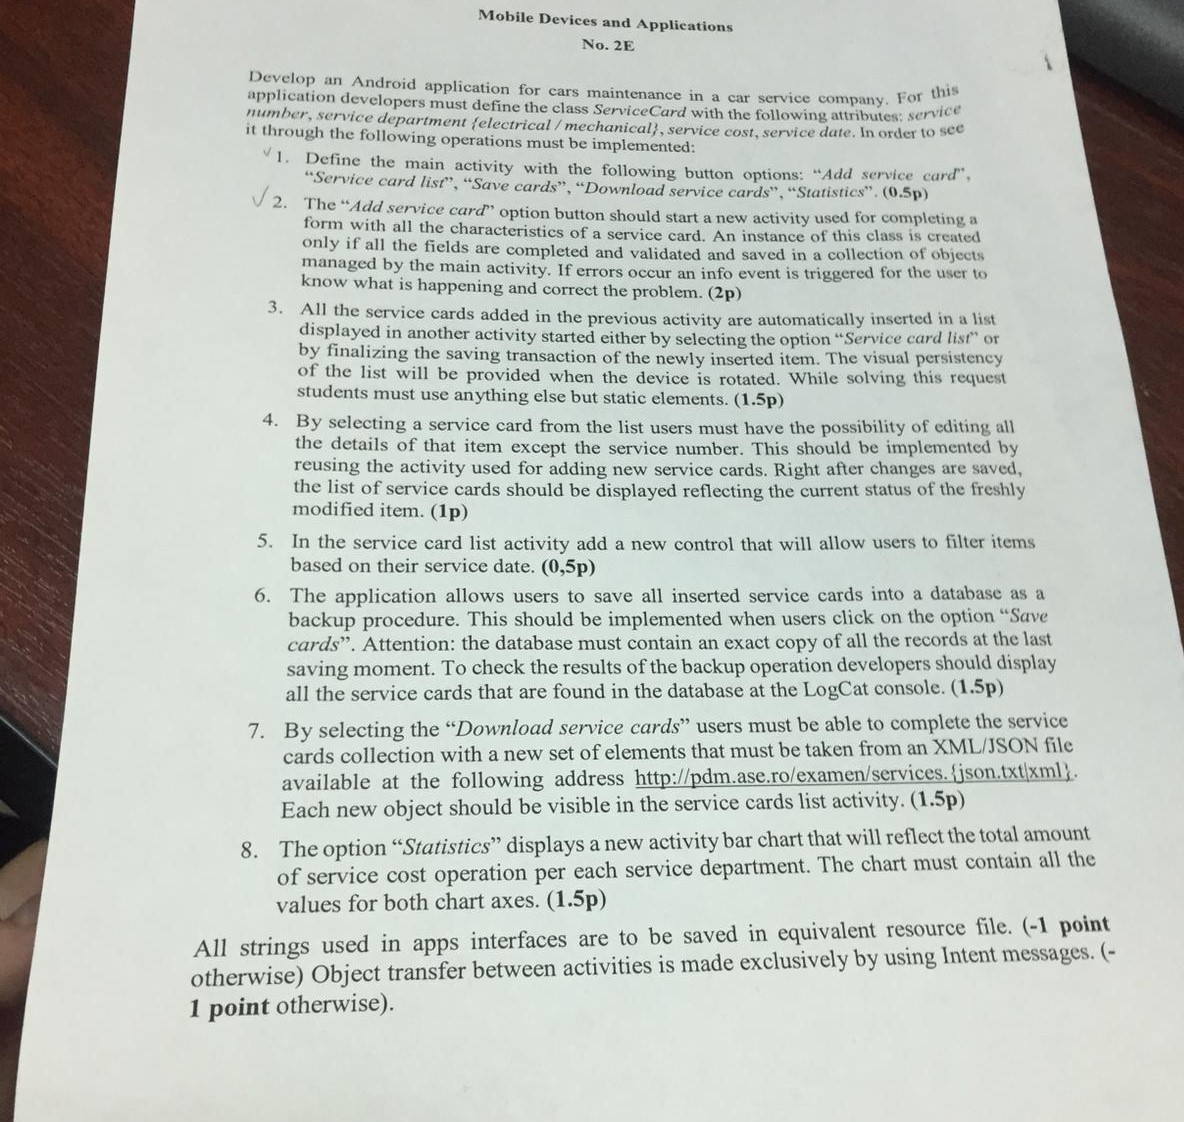 Mobile Devices and Applications
No. 2E
Develop an Android application for cars maintenance in a car service company. For this
application developers must define the class ServiceCard with the following attributes: service
number, service department {electrical / mechanical}, service cost, service date. In order to see
it through the following operations must be implemented:
1. Define the main activity with the following button options: "Add service card",
"Service card list", "Save cards", "Download service cards", "Statistics". (0.5p)
2. The "Add service card" option button should start a new activity used for completing a
form with all the characteristics of a service card. An instance of this class is created
only if all the fields are completed and validated and saved in a collection of objects
managed by the main activity. If errors occur an info event is triggered for the user to
know what is happening and correct the problem. (2p)
3. All the service cards added in the previous activity are automatically inserted in a list
displayed in another activity started either by selecting the option "Service card list" or
by finalizing the saving transaction of the newly inserted item. The visual persistency
of the list will be provided when the device is rotated. While solving this request
students must use anything else but static elements. (1.5p)
4. By selecting a service card from the list users must have the possibility of editing all
the details of that item except the service number. This should be implemented by
reusing the activity used for adding new service cards. Right after changes are saved,
the list of service cards should be displayed reflecting the current status of the freshly
modified item. (1p)
5. In the service card list activity add a new control that will allow users to filter items
based on their service date. (0,5p)
6. The application allows users to save all inserted service cards into a database as a
backup procedure. This should be implemented when users click on the option "Save
cards". Attention: the database must contain an exact copy of all the records at the last
saving moment. To check the results of the backup operation developers should display
all the service cards that are found in the database at the LogCat console. (1.5p)
7. By selecting the "Download service cards" users must be able to complete the service
cards collection with a new set of elements that must be taken from an XML/JSON file
available at the following address http://pdm.ase.ro/examen/services.{json.txt|xml}.
Each new object should be visible in the service cards list activity. (1.5p)
8. The option "Statistics" displays a new activity bar chart that will reflect the total amount
of service cost operation per each service department. The chart must contain all the
values for both chart axes. (1.5p)
All strings used in apps interfaces are to be saved in equivalent resource file. (-1 point
otherwise) Object transfer between activities is made exclusively by using Intent messages. (-
1 point otherwise).